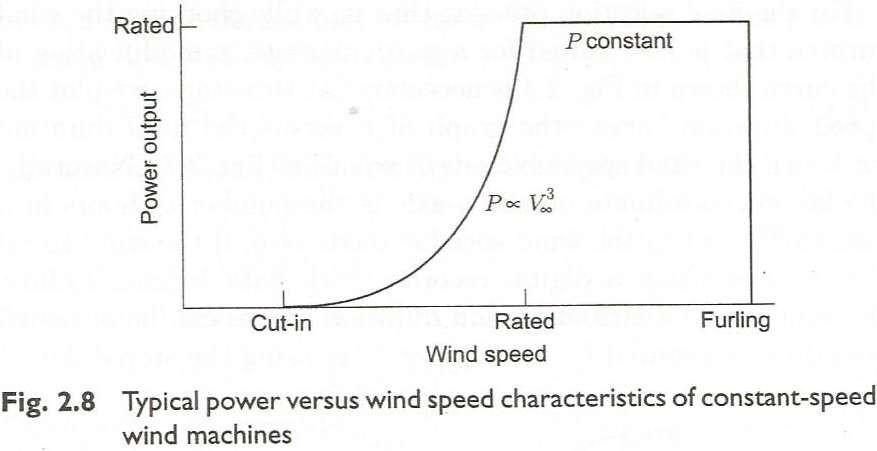 Rated
P constant
Power output
P ∝ V³∞
Cut-in
Rated
Furling
Wind speed
Fig. 2.8 Typical power versus wind speed characteristics of constant-speed
wind machines